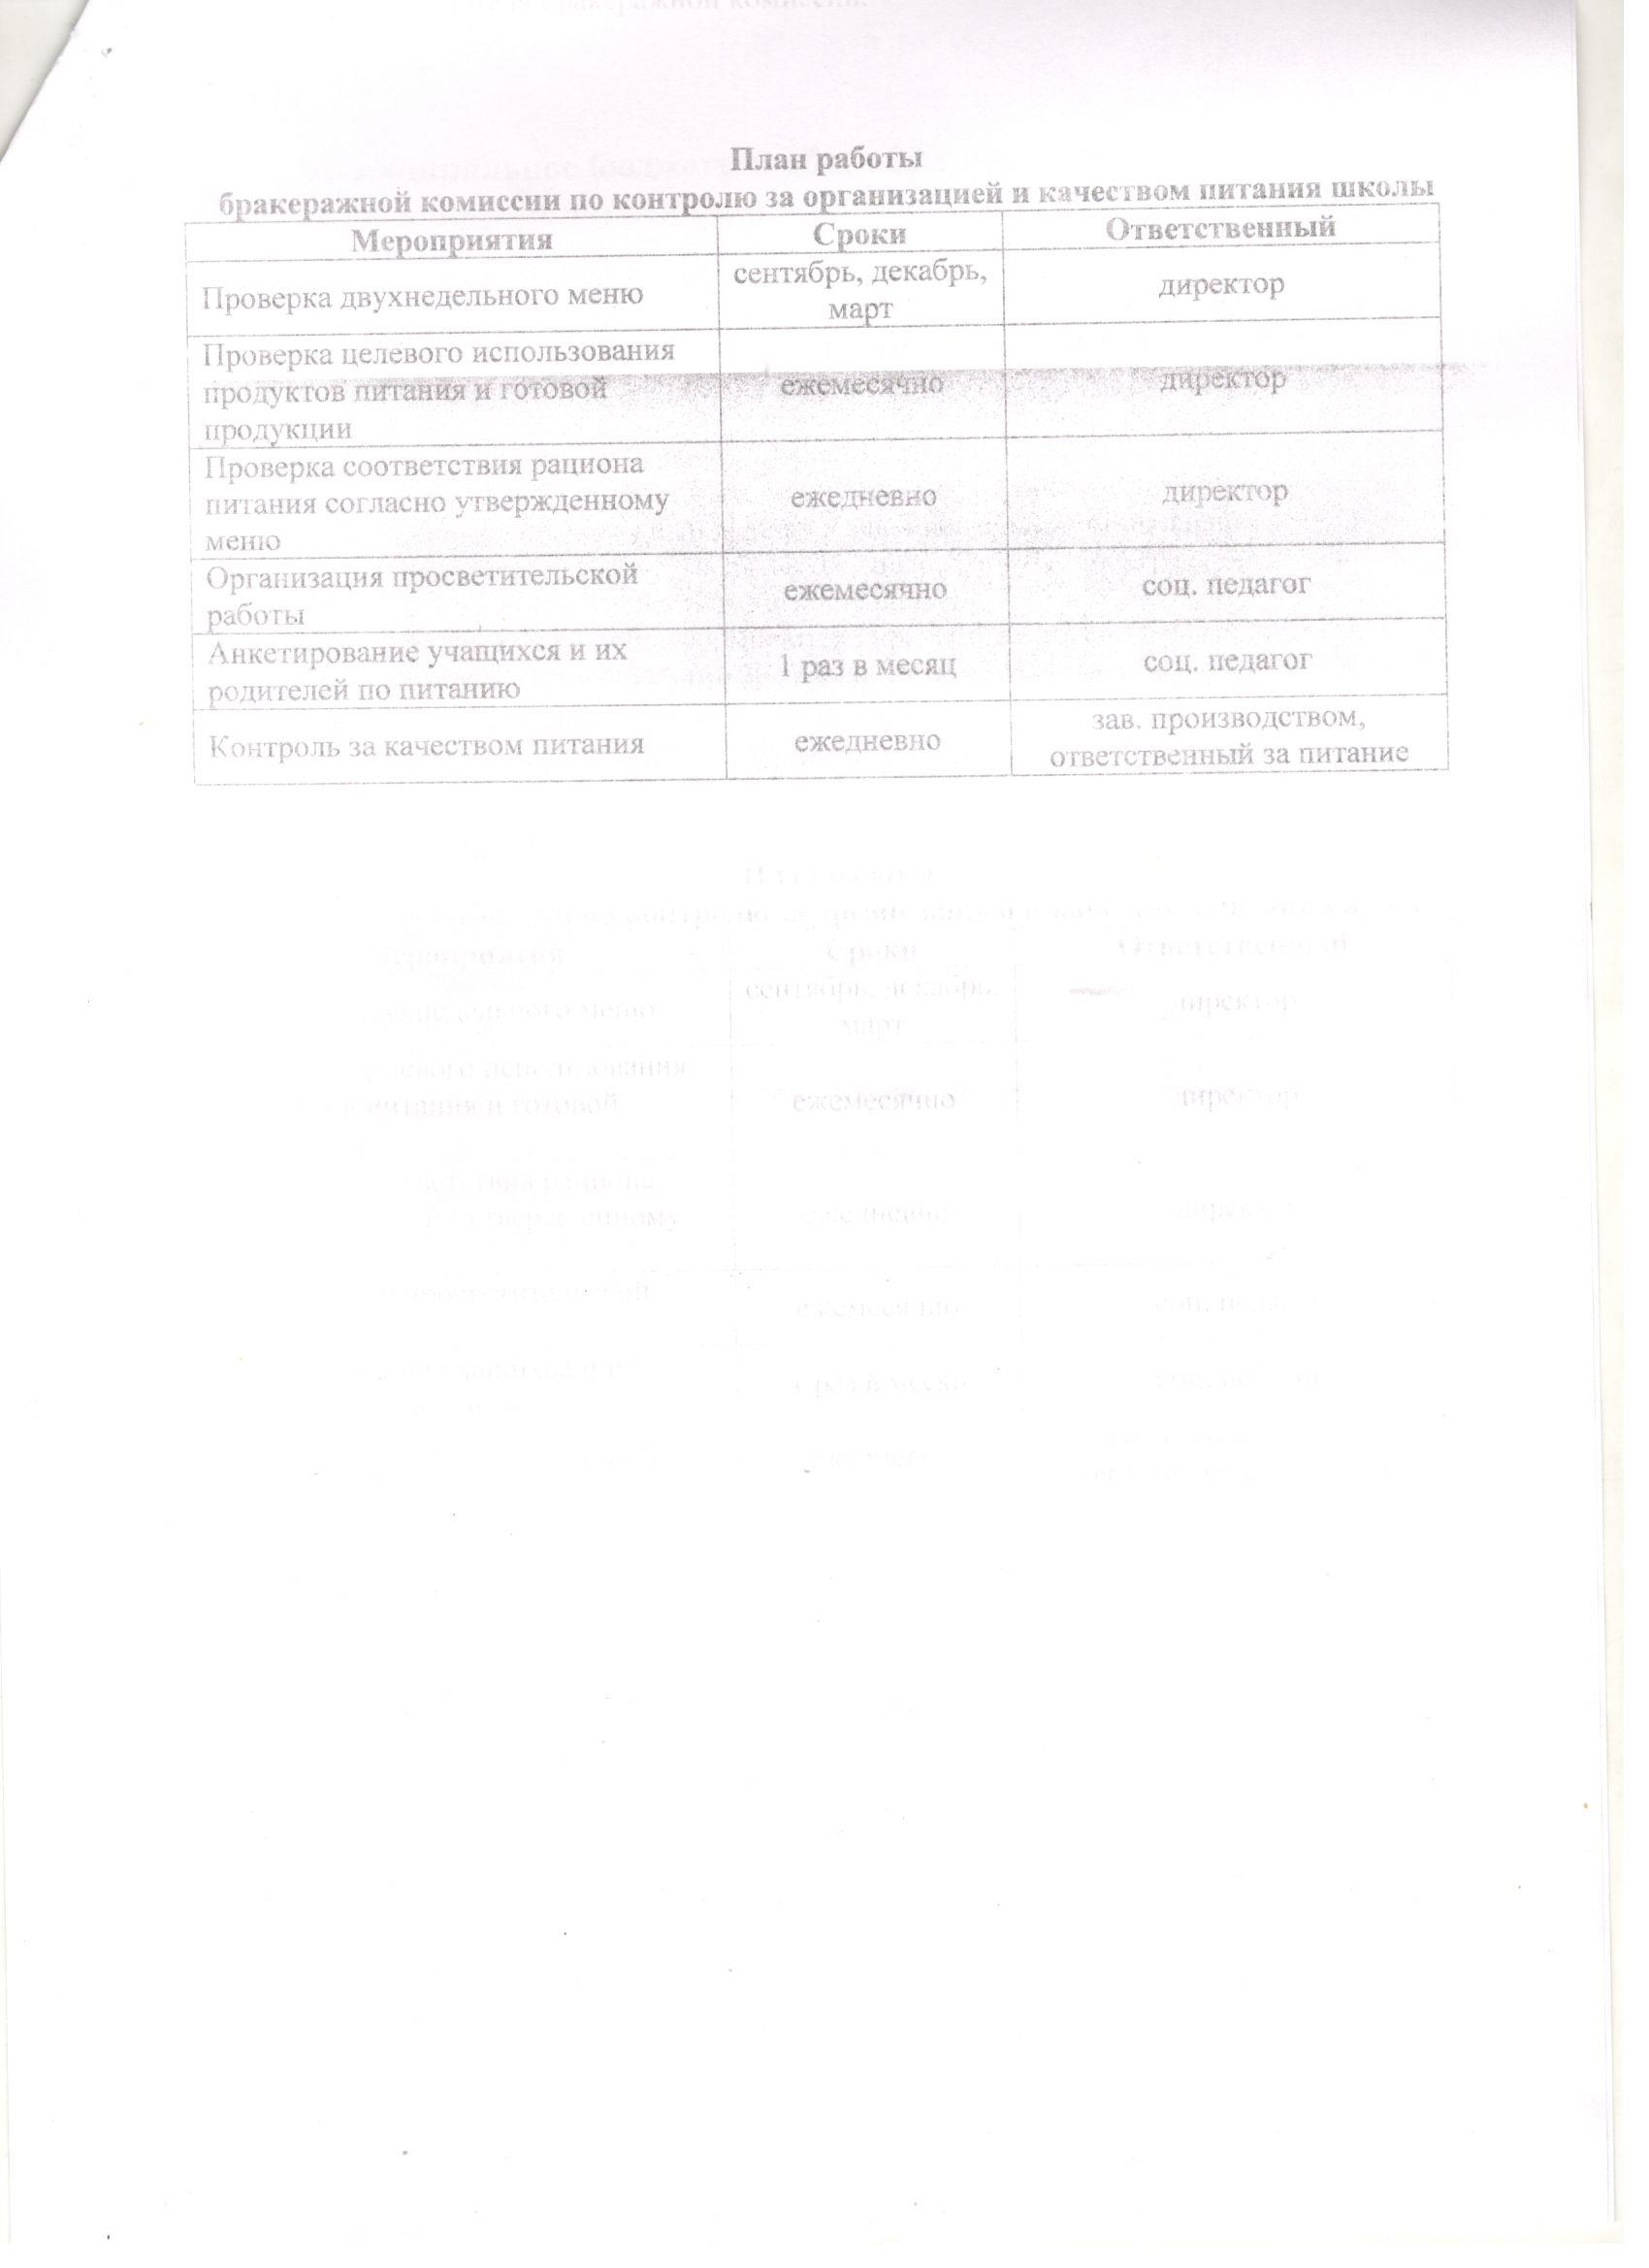 бракеражной комиссии.
План работы
бракеражной комиссии по контролю за организацией и качеством питания школы
Мероприятия Сроки Ответственный
Проверка двухнедельного меню сентябрь, декабрь, март директор
Проверка целевого использования
продуктов питания и готовой ежемесячно директор
продукции
Проверка соответствия рациона
питания согласно утвержденному ежедневно директор
меню
Организация просветительской
работы ежемесячно соц. педагог
Анкетирование учащихся и их
родителей по питанию 1 раз в месяц соц. педагог
Контроль за качеством питания ежедневно зав. производством,
ответственный за питание